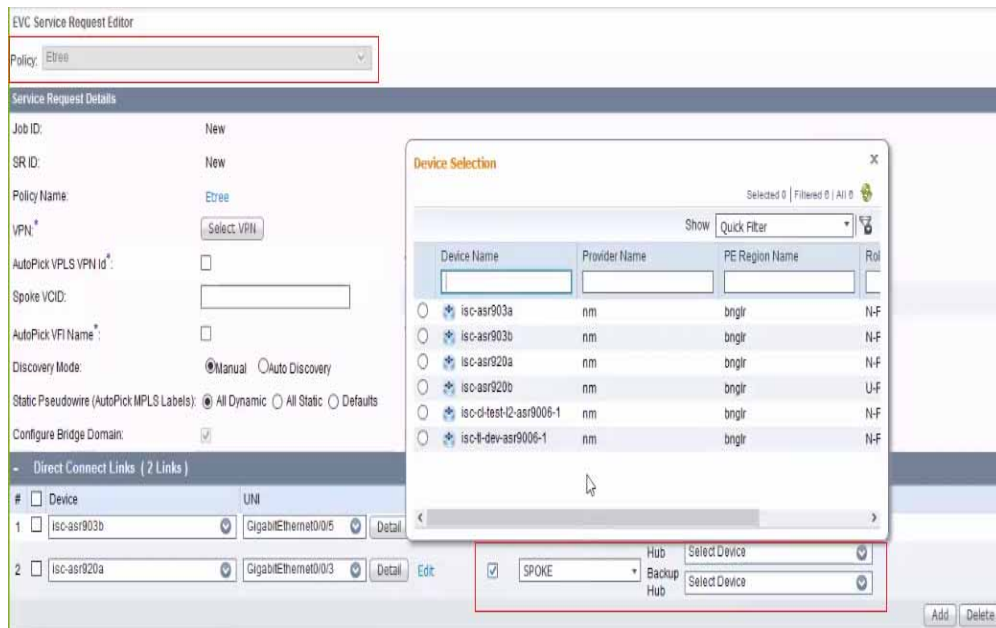 EVC Service Request Editor
Policy: Etree
Service Request Details
Job ID: New
SR ID: New
Policy Name: Etree
VPN:* Select VPN
AutoPick VPLS VPN Id*:
Spoke VCID:
AutoPick VFI Name*:
Discovery Mode: Manual Auto Discovery
Static Pseudowire (AutoPick MPLS Labels): All Dynamic All Static Defaults
Configure Bridge Domain:
Device Selection x
Selected 0 | Filtered 6 | All 6
Show Quick Filter
Device Name Provider Name PE Region Name Rol
isc-asr903a nm bnglr N-P
isc-asr903b nm bnglr N-P
isc-asr920a nm bnglr N-P
isc-asr920b nm bnglr U-P
isc-cl-test-l2-asr9006-1 nm bnglr N-P
isc-tl-dev-asr9006-1 nm bnglr N-P
- Direct Connect Links ( 2 Links )
# Device UNI
1 isc-asr903b GigabitEthernet0/0/5 Detail
2 isc-asr920a GigabitEthernet0/0/3 Detail Edit SPOKE
Hub Select Device
Backup Hub Select Device
Add Delete